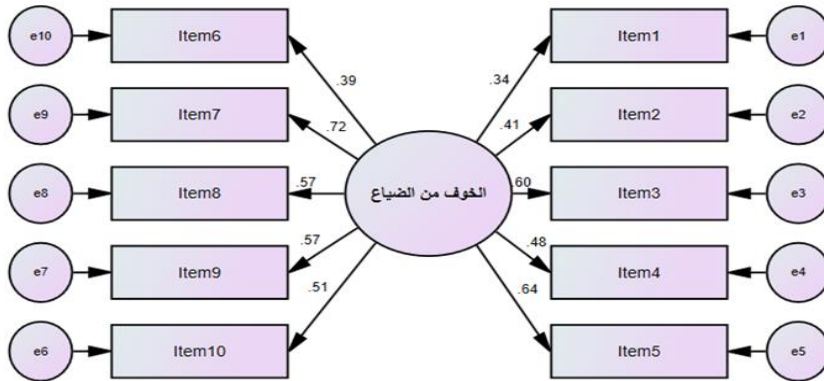 e10 Item6 Item1 e1
.39 .34
e9 Item7 Item2 e2
.72 .41
e8 Item8 .57 الخوف من الضياع .60 Item3 e3
.57 .48
e7 Item9 Item4 e4
.51 .64
e6 Item10 Item5 e5